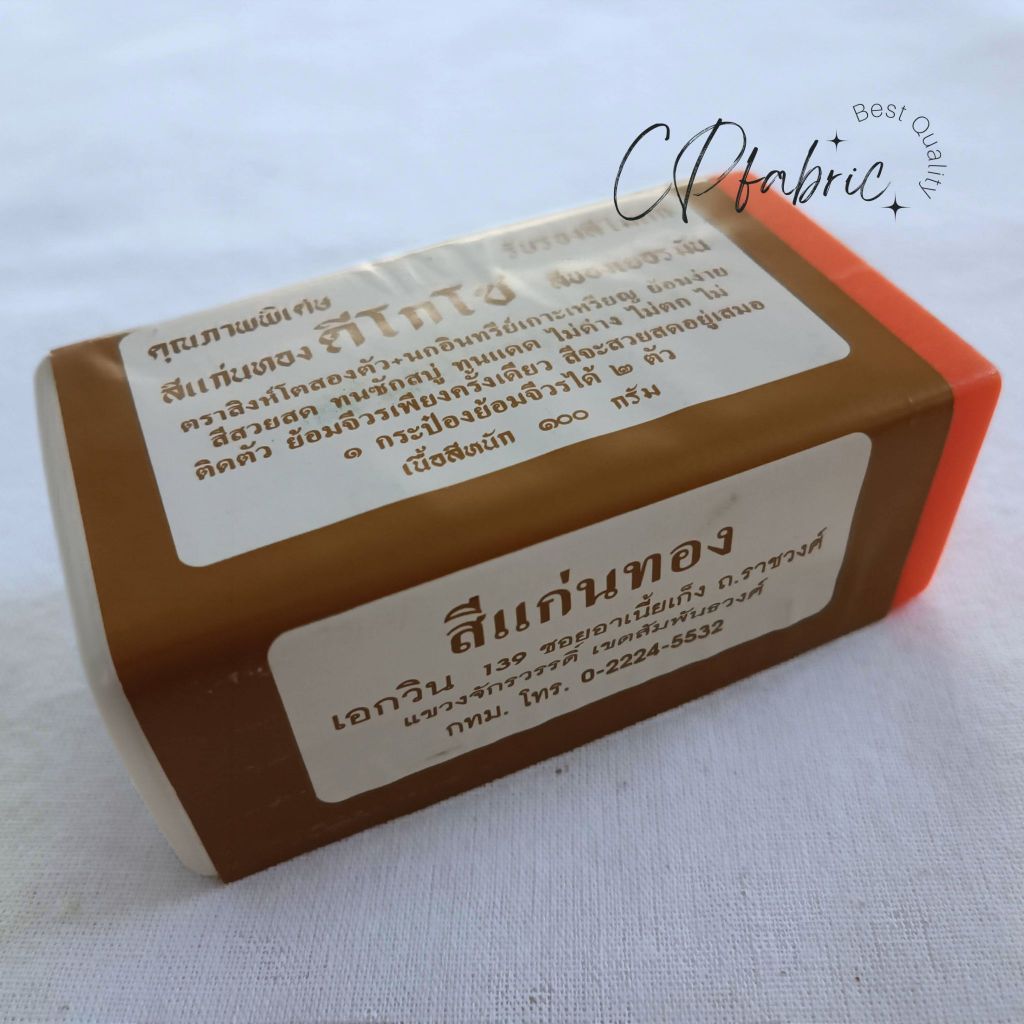 CPfabric
Best Quality
คุณภาพพิเศษ
สีแก่นทอง คีโกโซ่
ตราสิงห์โตสองตัว+นกอินทรีย์เกาะเหรียญ ย้อมง่าย
สีสวยสด ทนซักสบู่ ทนแดด ไม่ด่าง ไม่ตก ไม่
ติดตัว ย้อมจีวรเพียงครั้งเดียว สีจะสวยสดอยู่เสมอ
๑ กระป๋องย้อมจีวรได้ ๒ ตัว
เนื้อสีหนัก ๑๐๐ กรัม
สีแก่นทอง
เอกวิน 139 ซอยอาเนี้ยเก็ง ถ.ราชวงศ์
แขวงจักรวรรดิ์ เขตสัมพันธวงศ์
กทม. โทร. 0-2224-5532